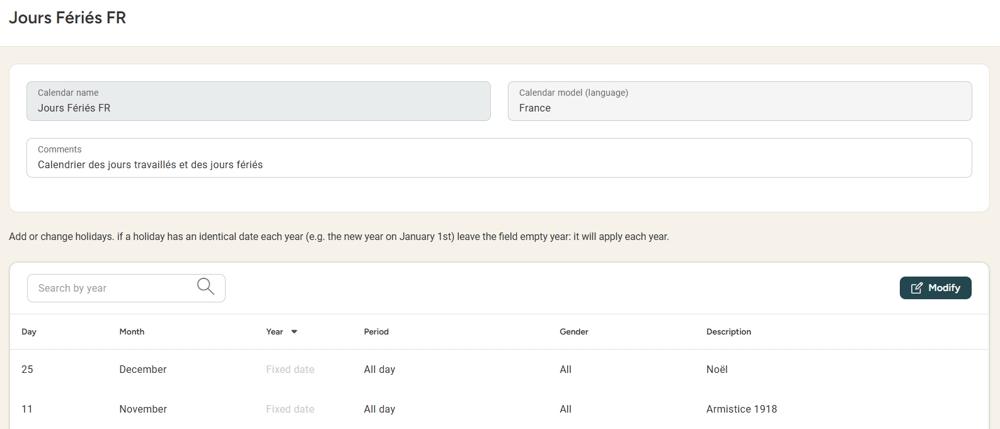 Jours Fériés FR
Calendar name
Jours Fériés FR
Calendar model (language)
France
Comments
Calendrier des jours travaillés et des jours fériés
Add or change holidays. if a holiday has an identical date each year (e.g. the new year on January 1st) leave the field empty year: it will apply each year.
Search by year
Modify
Day Month Year Period Gender Description
25 December Fixed date All day All Noël
11 November Fixed date All day All Armistice 1918